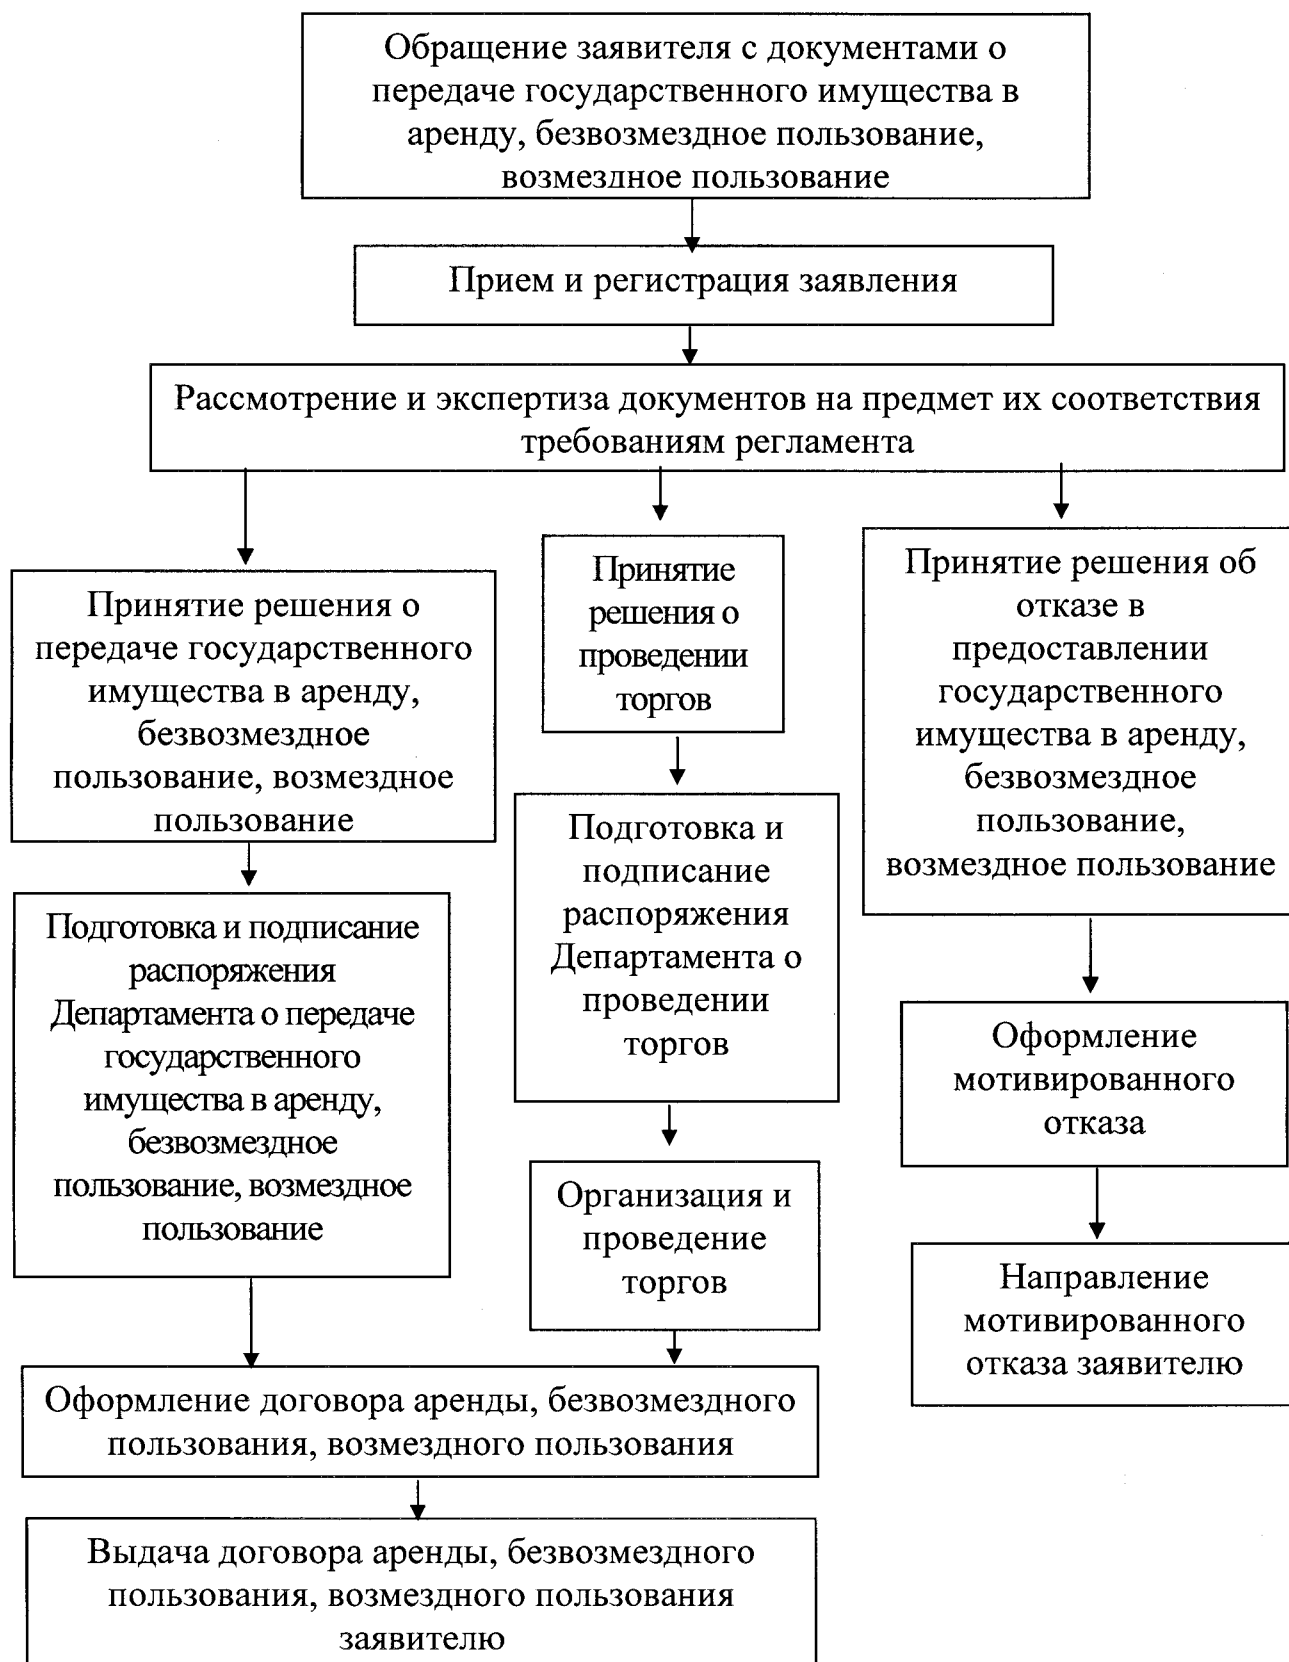 Обращение заявителя с документами о
передаче государственного имущества в
аренду, безвозмездное пользование,
возмездное пользование
Прием и регистрация заявления
Рассмотрение и экспертиза документов на предмет их соответствия
требованиям регламента
Принятие решения о
передаче государственного
имущества в аренду,
безвозмездное
пользование, возмездное
пользование
Принятие
решения о
проведении
торгов
Принятие решения об
отказе в
предоставлении
государственного
имущества в аренду,
безвозмездное
пользование,
возмездное пользование
Подготовка и подписание
распоряжения
Департамента о передаче
государственного
имущества в аренду,
безвозмездное
пользование, возмездное
пользование
Подготовка и
подписание
распоряжения
Департамента о
проведении
торгов
Оформление
мотивированного
отказа
Организация и
проведение
торгов
Направление
мотивированного
отказа заявителю
Оформление договора аренды, безвозмездного
пользования, возмездного пользования
Выдача договора аренды, безвозмездного
пользования, возмездного пользования
заявителю